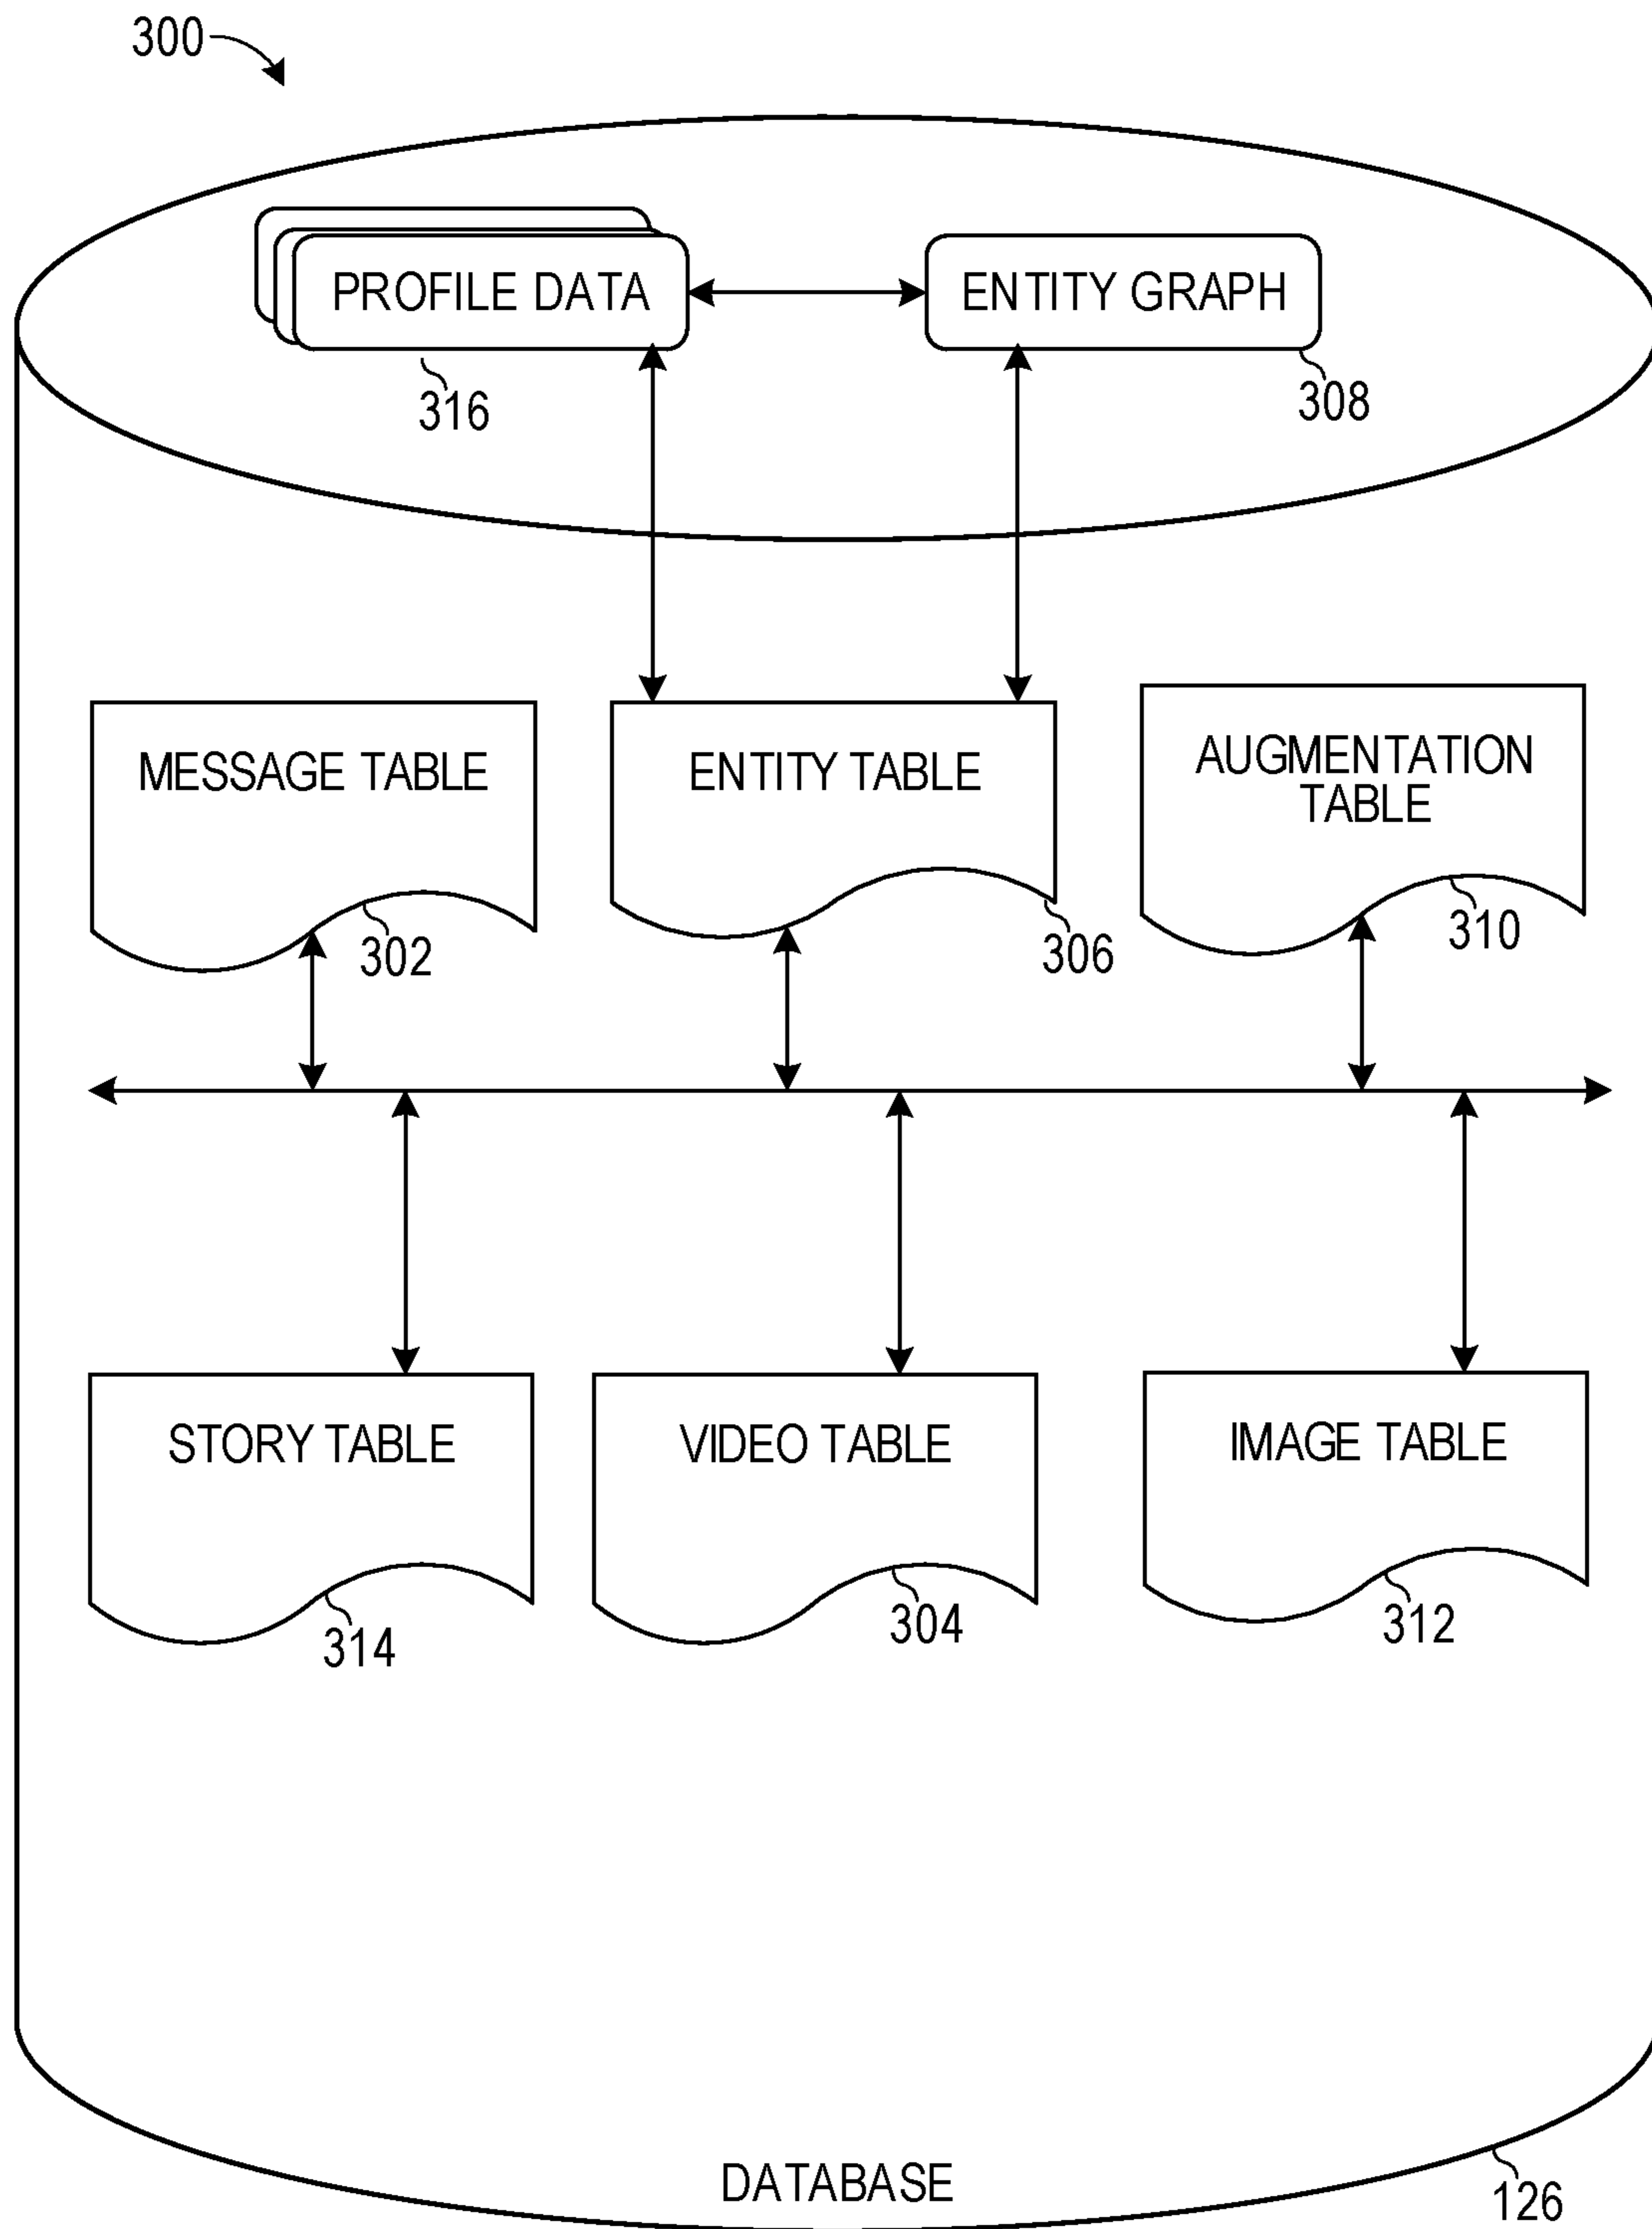 300
PROFILE DATA
ENTITY GRAPH
316
308
MESSAGE TABLE
ENTITY TABLE
AUGMENTATION
TABLE
302
306
310
STORY TABLE
VIDEO TABLE
IMAGE TABLE
314
304
312
DATABASE
126